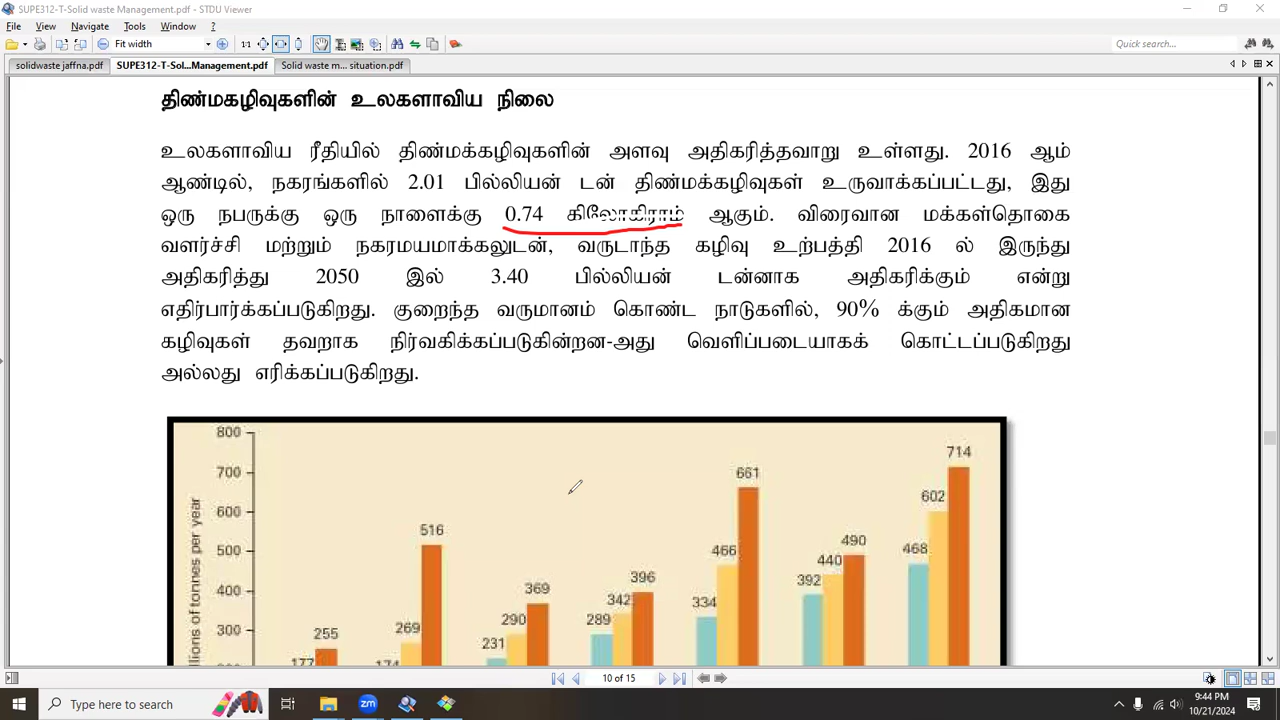 SUPE312-T-Solid waste Management.pdf - STDU Viewer
File View Navigate Tools Window ?
Fit width 1:1 Quick search...
solidwaste jaffna.pdf SUPE312-T-Sol...Management.pdf Solid waste m... situation.pdf
திண்மகழிவுகளின் உலகளாவிய நிலை
உலகளாவிய ரீதியில் திண்மக்கழிவுகளின் அளவு அதிகரித்தவாறு உள்ளது. 2016 ஆம்
ஆண்டில், நகரங்களில் 2.01 பில்லியன் டன் திண்மக்கழிவுகள் உருவாக்கப்பட்டது, இது
ஒரு நபருக்கு ஒரு நாளைக்கு 0.74 கிலோகிராம் ஆகும். விரைவான மக்கள்தொகை
வளர்ச்சி மற்றும் நகரமயமாக்கலுடன், வருடாந்த கழிவு உற்பத்தி 2016 ல் இருந்து
அதிகரித்து 2050 இல் 3.40 பில்லியன் டன்னாக அதிகரிக்கும் என்று
எதிர்பார்க்கப்படுகிறது. குறைந்த வருமானம் கொண்ட நாடுகளில், 90% க்கும் அதிகமான
கழிவுகள் தவறாக நிர்வகிக்கப்படுகின்றன-அது வெளிப்படையாகக் கொட்டப்படுகிறது
அல்லது எரிக்கப்படுகிறது.
800
714
700
661
600 602
516
500 490
466 468
440
400 396 392
369
342 334
300 290 289
255 269
231
177 174
of tonnes per year
10 of 15
Type here to search
zm
9:44 PM
10/21/2024